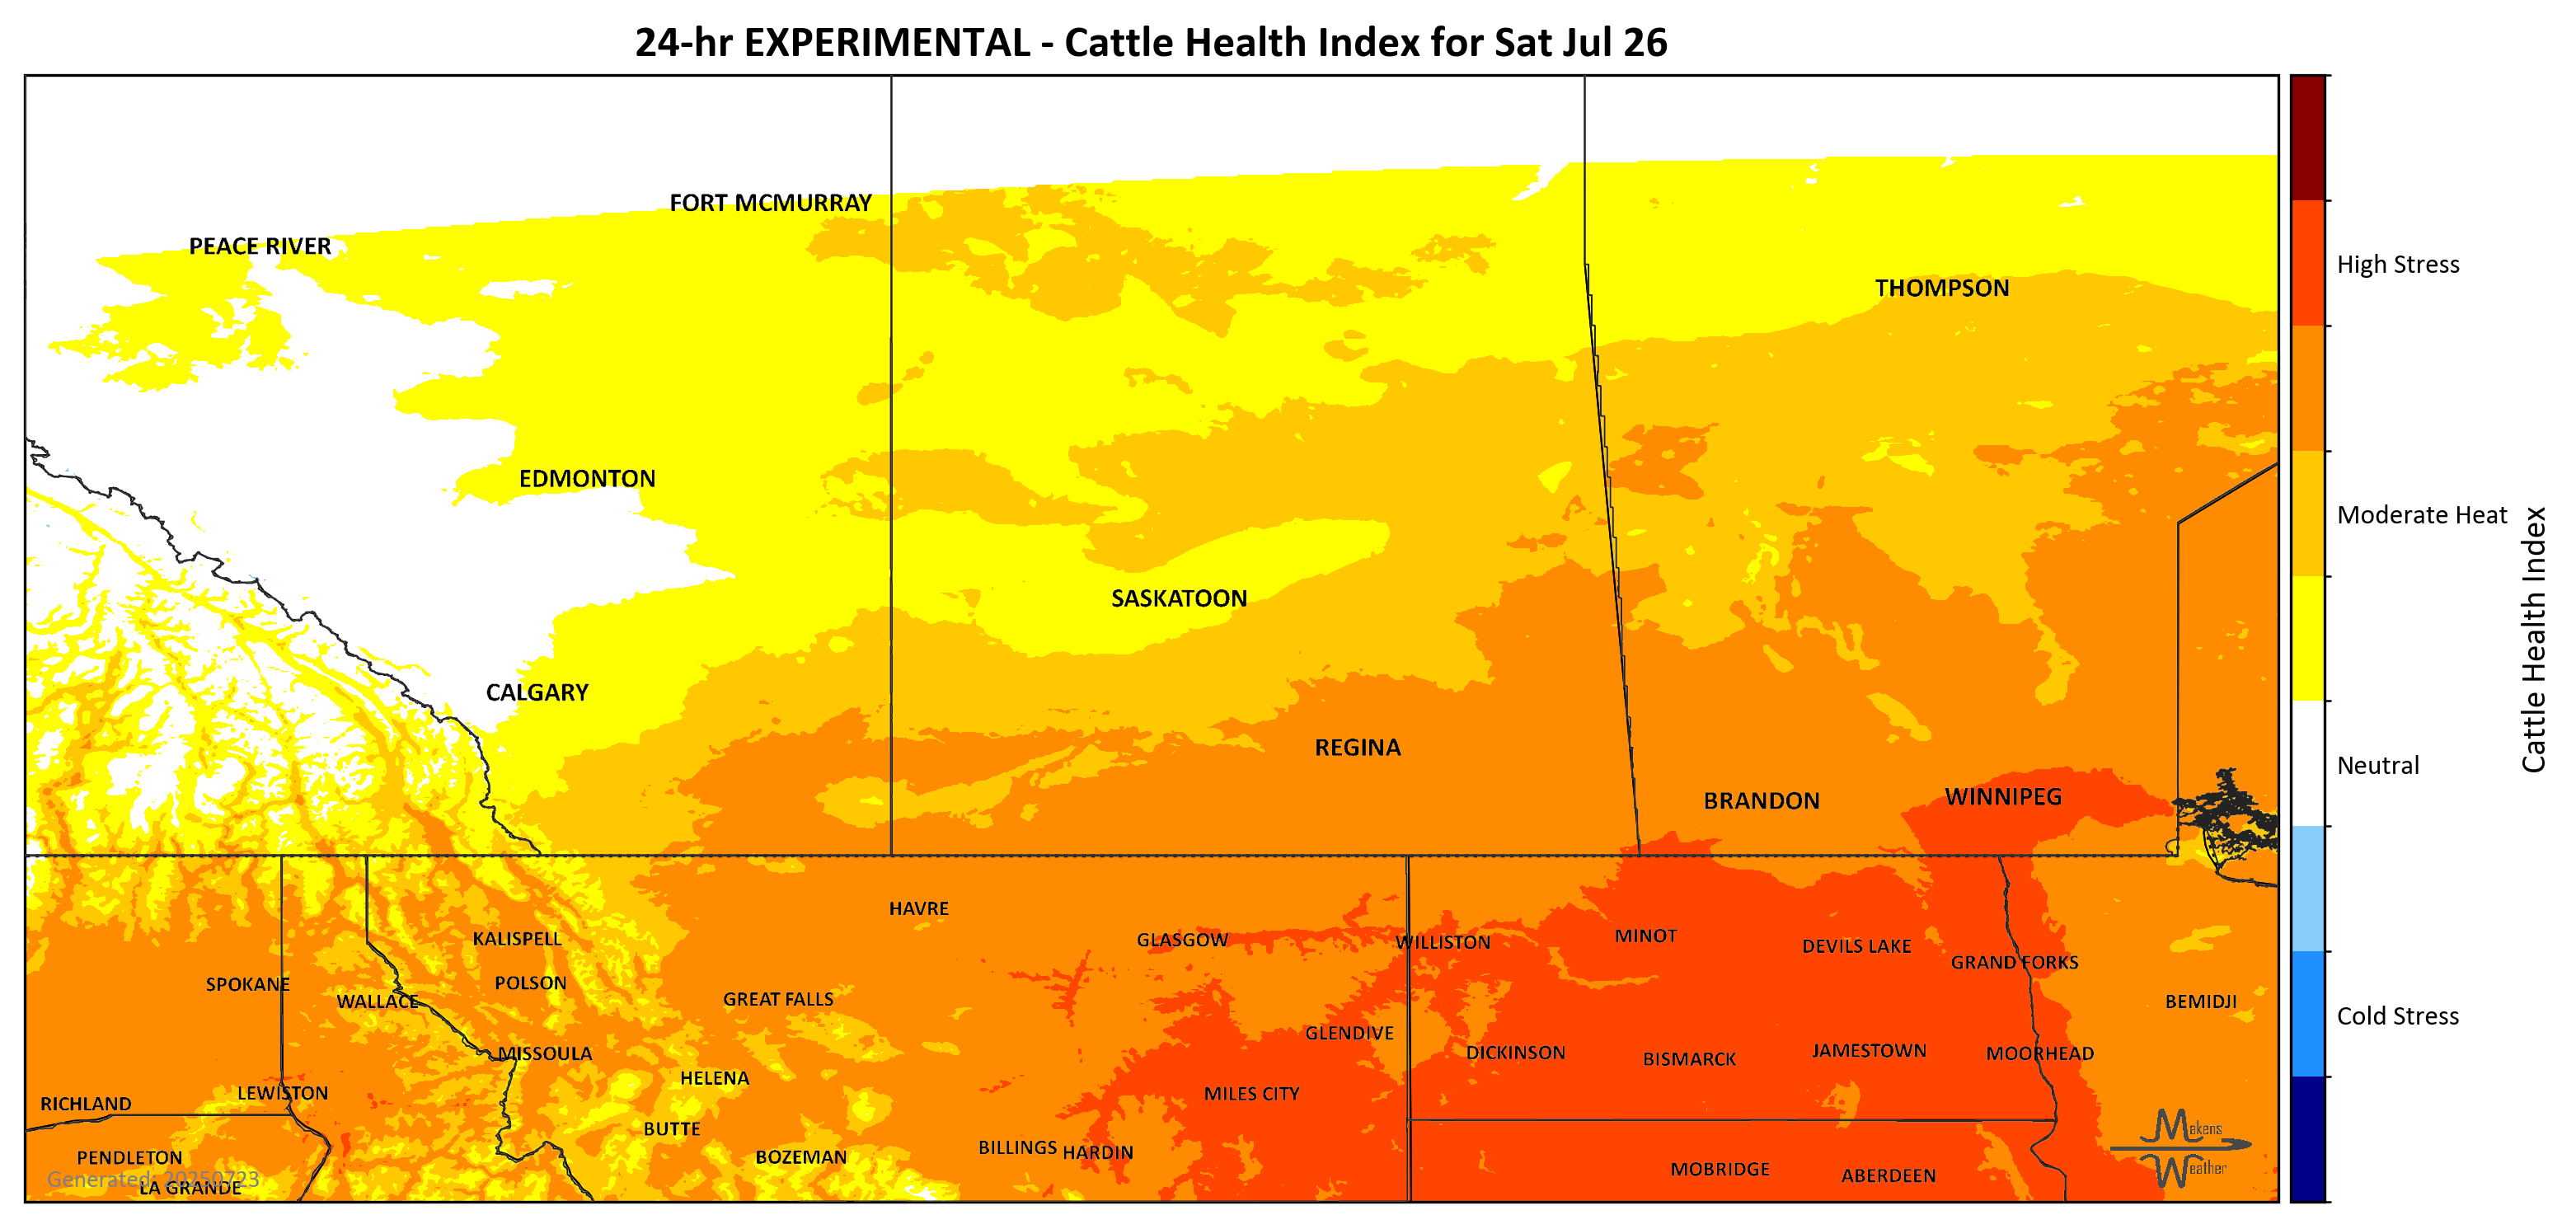 24-hr EXPERIMENTAL - Cattle Health Index for Sat Jul 26
FORT MCMURRAY
PEACE RIVER
THOMPSON
EDMONTON
SASKATOON
CALGARY
REGINA
WINNIPEG
BRANDON
HAVRE
KALISPELL
GLASGOW
WILLISTON
MINOT
DEVILS LAKE
GRAND FORKS
SPOKANE
POLSON
WALLACE
GREAT FALLS
BEMIDJI
GLENDIVE
MISSOULA
DICKINSON
BISMARCK
JAMESTOWN
MOORHEAD
HELENA
LEWISTON
MILES CITY
RICHLAND
BUTTE
BILLINGS
HARDIN
PENDLETON
BOZEMAN
MOBRIDGE
ABERDEEN
Generated: 20250723
LA GRANDE
Makens
Weather
High Stress
Moderate Heat
Neutral
Cold Stress
Cattle Health Index